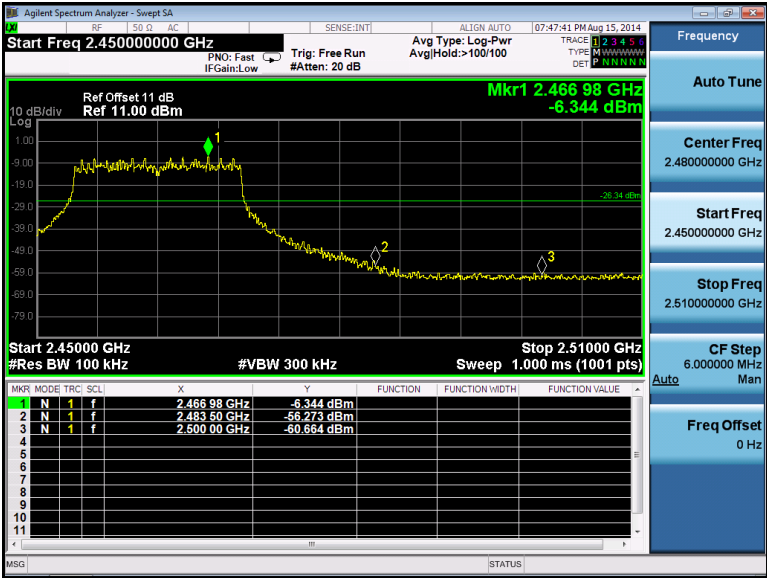 Agilent Spectrum Analyzer - Swept SA
LXI RF 50 Ω AC SENSE:INT ALIGN AUTO 07:47:41 PM Aug 15, 2014
Start Freq 2.450000000 GHz
PNO: Fast
IFGain:Low
Trig: Free Run
#Atten: 20 dB
Avg Type: Log-Pwr
Avg|Hold:>100/100
TRACE 1 2 3 4 5 6
TYPE M WWWWW
DET P N N N N N
Ref Offset 11 dB
10 dB/div Ref 11.00 dBm
Log
Mkr1 2.466 98 GHz
-6.344 dBm
1.00
-9.00
-19.0
-29.0
-39.0
-49.0
-59.0
-69.0
-79.0
1
-26.34 dBm
2
3
Start 2.45000 GHz Stop 2.51000 GHz
#Res BW 100 kHz #VBW 300 kHz Sweep 1.000 ms (1001 pts)
MKR MODE TRC SCL X Y FUNCTION FUNCTION WIDTH FUNCTION VALUE
1 N 1 f 2.466 98 GHz -6.344 dBm
2 N 1 f 2.483 50 GHz -56.273 dBm
3 N 1 f 2.500 00 GHz -60.664 dBm
4
5
6
7
8
9
10
11
MSG STATUS
Frequency
Auto Tune
Center Freq
2.480000000 GHz
Start Freq
2.450000000 GHz
Stop Freq
2.510000000 GHz
CF Step
6.000000 MHz
Auto Man
Freq Offset
0 Hz